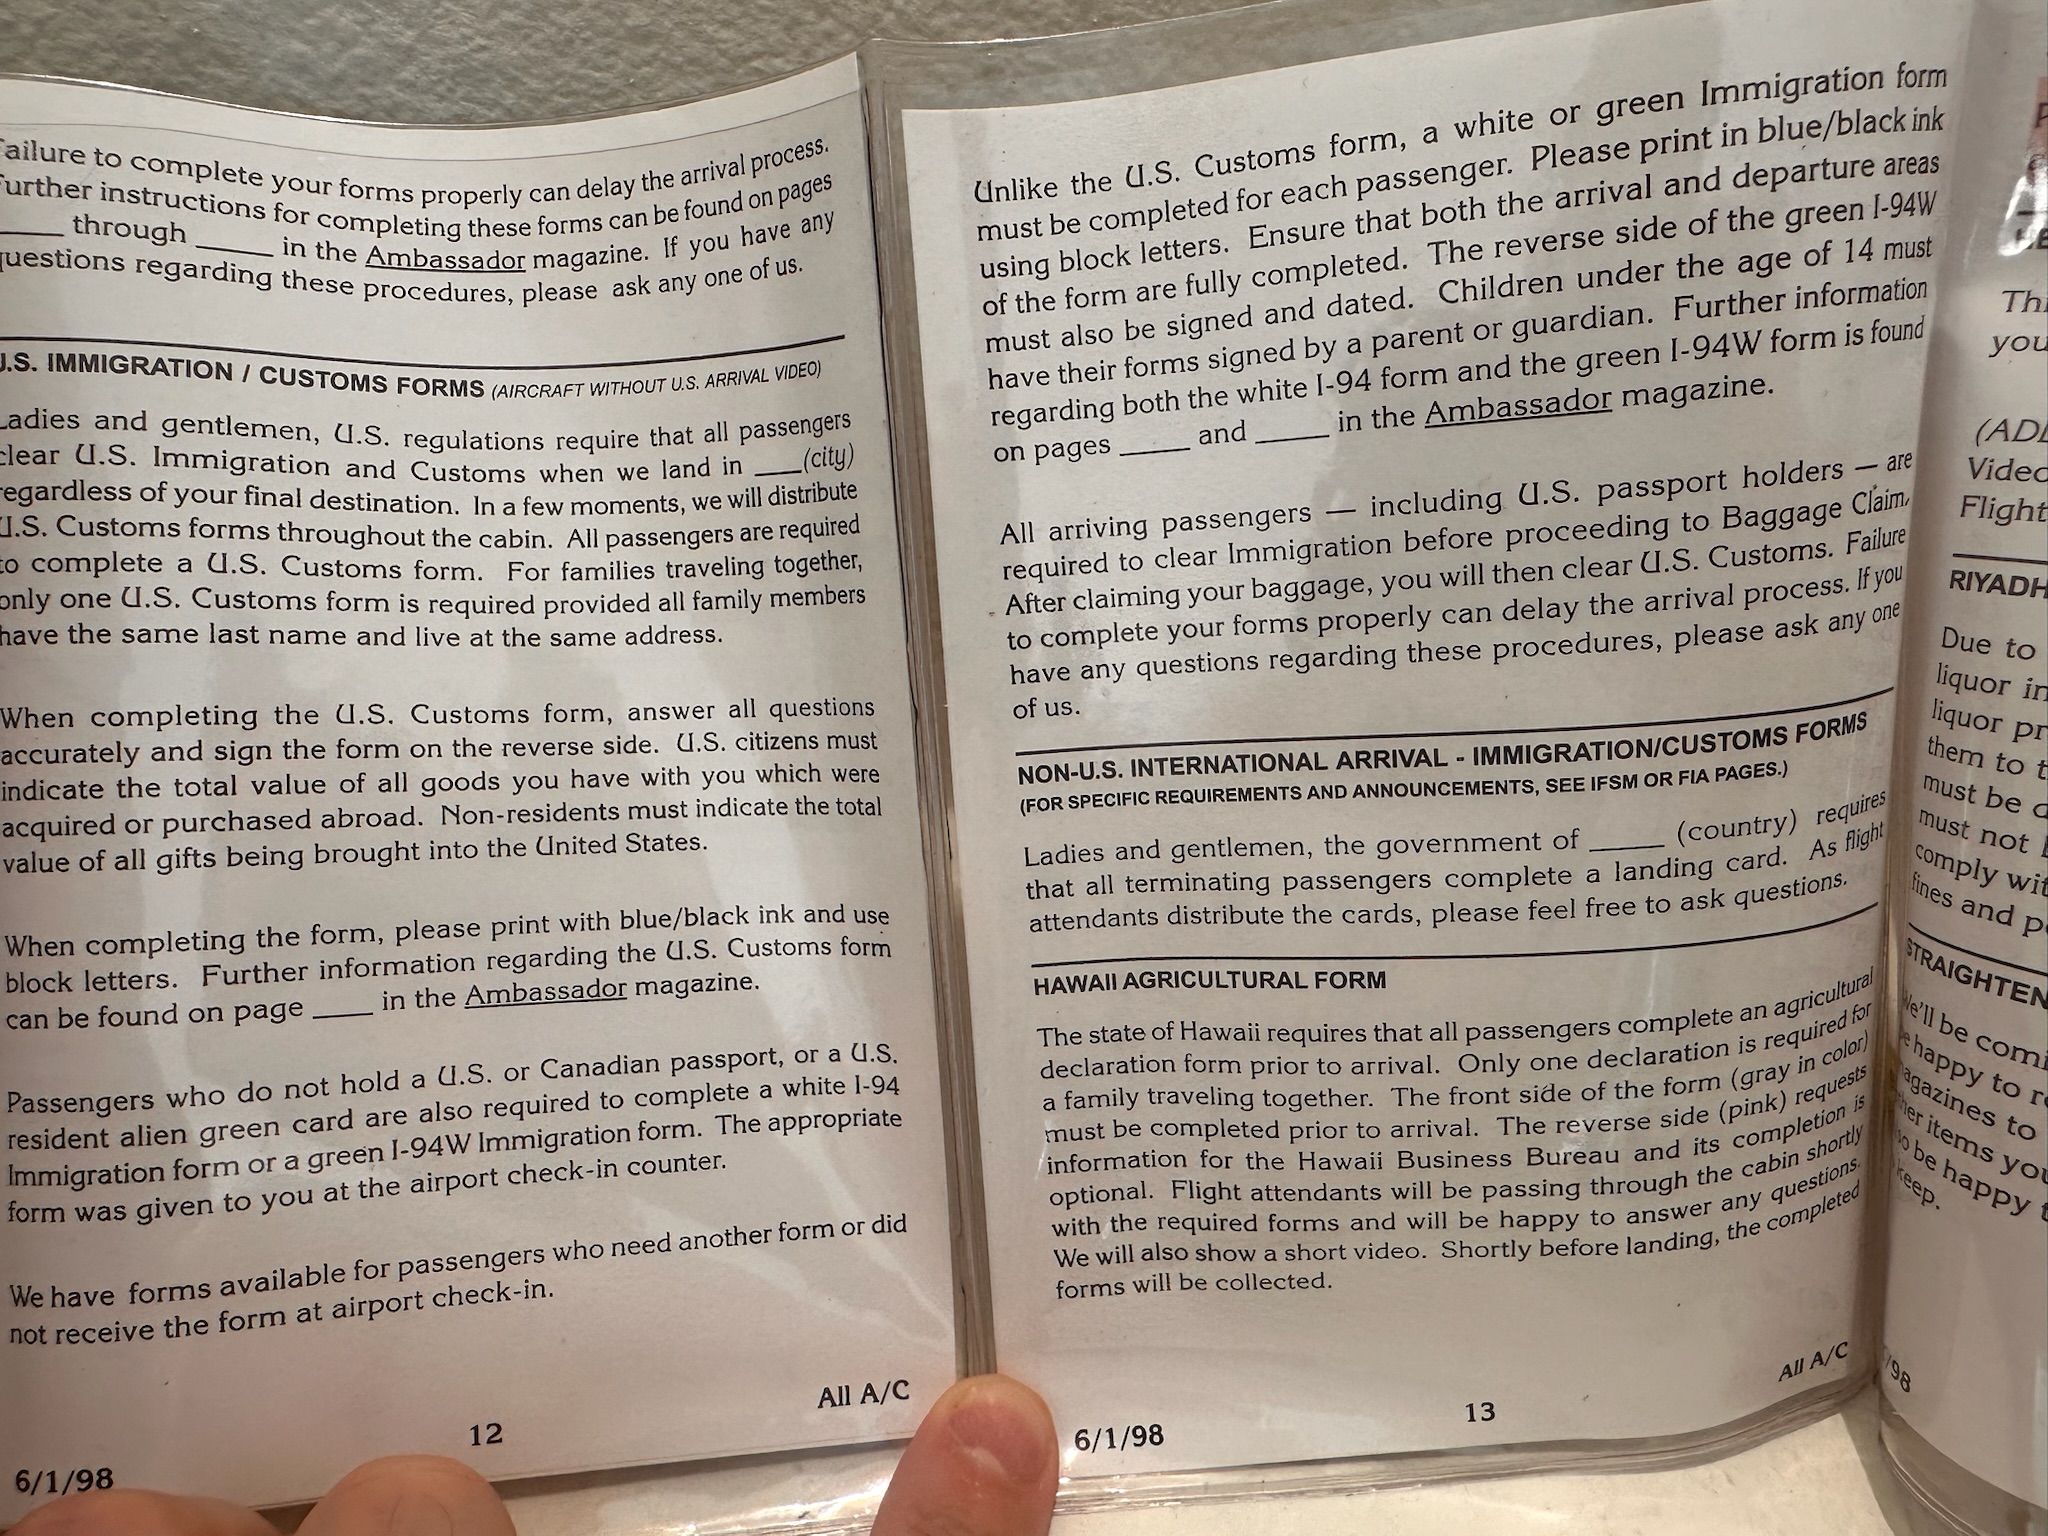 Failure to complete your forms properly can delay the arrival process.
Further instructions for completing these forms can be found on pages
____ through ____ in the Ambassador magazine. If you have any
questions regarding these procedures, please ask any one of us.
U.S. IMMIGRATION / CUSTOMS FORMS (AIRCRAFT WITHOUT U.S. ARRIVAL VIDEO)
Ladies and gentlemen, U.S. regulations require that all passengers
clear U.S. Immigration and Customs when we land in ___(city)
regardless of your final destination. In a few moments, we will distribute
U.S. Customs forms throughout the cabin. All passengers are required
to complete a U.S. Customs form. For families traveling together,
only one U.S. Customs form is required provided all family members
have the same last name and live at the same address.
When completing the U.S. Customs form, answer all questions
accurately and sign the form on the reverse side. U.S. citizens must
indicate the total value of all goods you have with you which were
acquired or purchased abroad. Non-residents must indicate the total
value of all gifts being brought into the United States.
When completing the form, please print with blue/black ink and use
block letters. Further information regarding the U.S. Customs form
can be found on page ____ in the Ambassador magazine.
Passengers who do not hold a U.S. or Canadian passport, or a U.S.
resident alien green card are also required to complete a white I-94
Immigration form or a green I-94W Immigration form. The appropriate
form was given to you at the airport check-in counter.
We have forms available for passengers who need another form or did
not receive the form at airport check-in.
All A/C
12
6/1/98
Unlike the U.S. Customs form, a white or green Immigration form
must be completed for each passenger. Please print in blue/black ink
using block letters. Ensure that both the arrival and departure areas
of the form are fully completed. The reverse side of the green I-94W
must also be signed and dated. Children under the age of 14 must
have their forms signed by a parent or guardian. Further information
regarding both the white I-94 form and the green I-94W form is found
on pages ____ and ____ in the Ambassador magazine.
All arriving passengers — including U.S. passport holders — are
required to clear Immigration before proceeding to Baggage Claim.
After claiming your baggage, you will then clear U.S. Customs. Failure
to complete your forms properly can delay the arrival process. If you
have any questions regarding these procedures, please ask any one
of us.
NON-U.S. INTERNATIONAL ARRIVAL - IMMIGRATION/CUSTOMS FORMS
(FOR SPECIFIC REQUIREMENTS AND ANNOUNCEMENTS, SEE IFSM OR FIA PAGES.)
Ladies and gentlemen, the government of ____ (country) requires
that all terminating passengers complete a landing card. As flight
attendants distribute the cards, please feel free to ask questions.
HAWAII AGRICULTURAL FORM
The state of Hawaii requires that all passengers complete an agricultural
declaration form prior to arrival. Only one declaration is required for
a family traveling together. The front side of the form (gray in color)
must be completed prior to arrival. The reverse side (pink) requests
information for the Hawaii Business Bureau and its completion is
optional. Flight attendants will be passing through the cabin shortly
with the required forms and will be happy to answer any questions.
We will also show a short video. Shortly before landing, the completed
forms will be collected.
All A/C
13
6/1/98
you
Video
Flight
RIYADH
Due to
liquor in
liquor
them to
must be
must not
comply
fines and
STRAIGHTEN
We'll be
be happy to
magazines to
items
be happy
keep.
/98